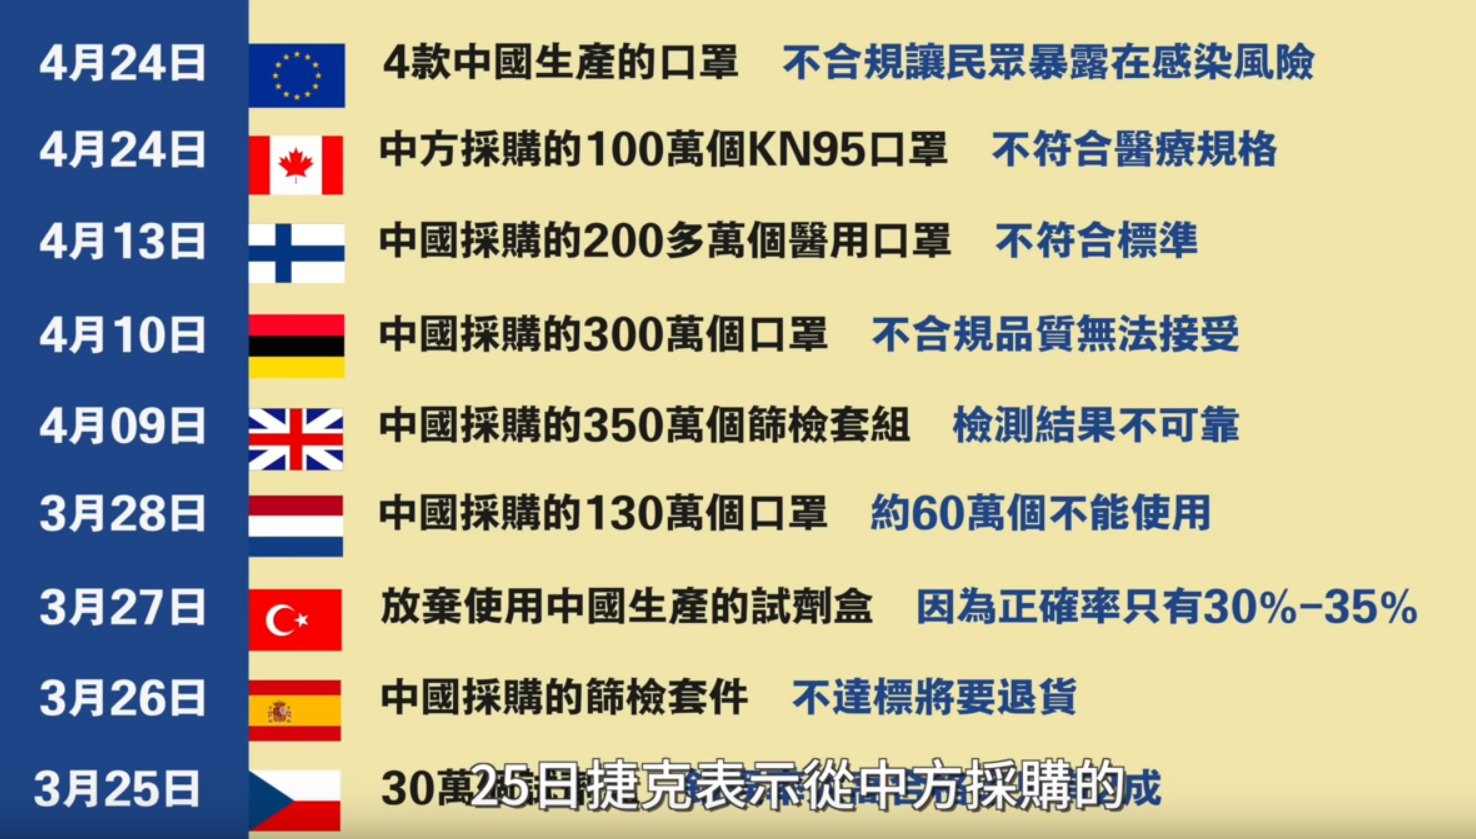 4月24日 4款中國生產的口罩 不合規讓民眾暴露在感染風險
4月24日 中方採購的100萬個KN95口罩 不符合醫療規格
4月13日 中國採購的200多萬個醫用口罩 不符合標準
4月10日 中國採購的300萬個口罩 不合規品質無法接受
4月09日 中國採購的350萬個篩檢套組 檢測結果不可靠
3月28日 中國採購的130萬個口罩 約60萬個不能使用
3月27日 放棄使用中國生產的試劑盒 因為正確率只有30%-35%
3月26日 中國採購的篩檢套件 不達標將要退貨
3月25日 30萬 成
25日捷克表示從中方採購的